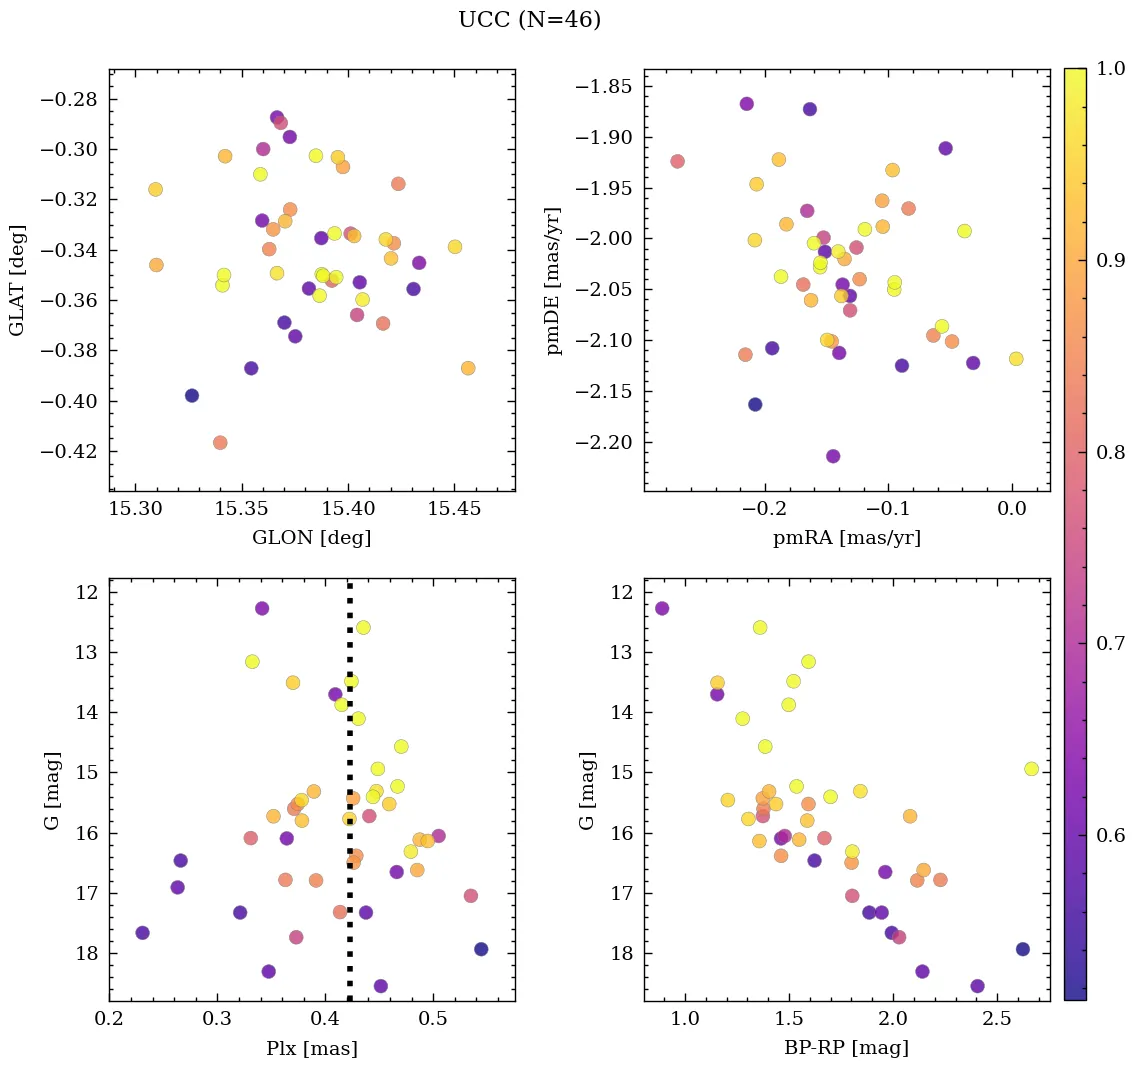 UCC (N=46)
−0.28
−0.30
−0.32
−0.34
−0.36
−0.38
−0.40
−0.42
GLAT [deg]
15.30 15.35 15.40 15.45
GLON [deg]
−1.85
−1.90
−1.95
−2.00
−2.05
−2.10
−2.15
−2.20
pmDE [mas/yr]
−0.2 −0.1 0.0
pmRA [mas/yr]
1.0
0.9
0.8
0.7
0.6
12
13
14
15
16
17
18
G [mag]
0.2 0.3 0.4 0.5
Plx [mas]
12
13
14
15
16
17
18
G [mag]
1.0 1.5 2.0 2.5
BP-RP [mag]